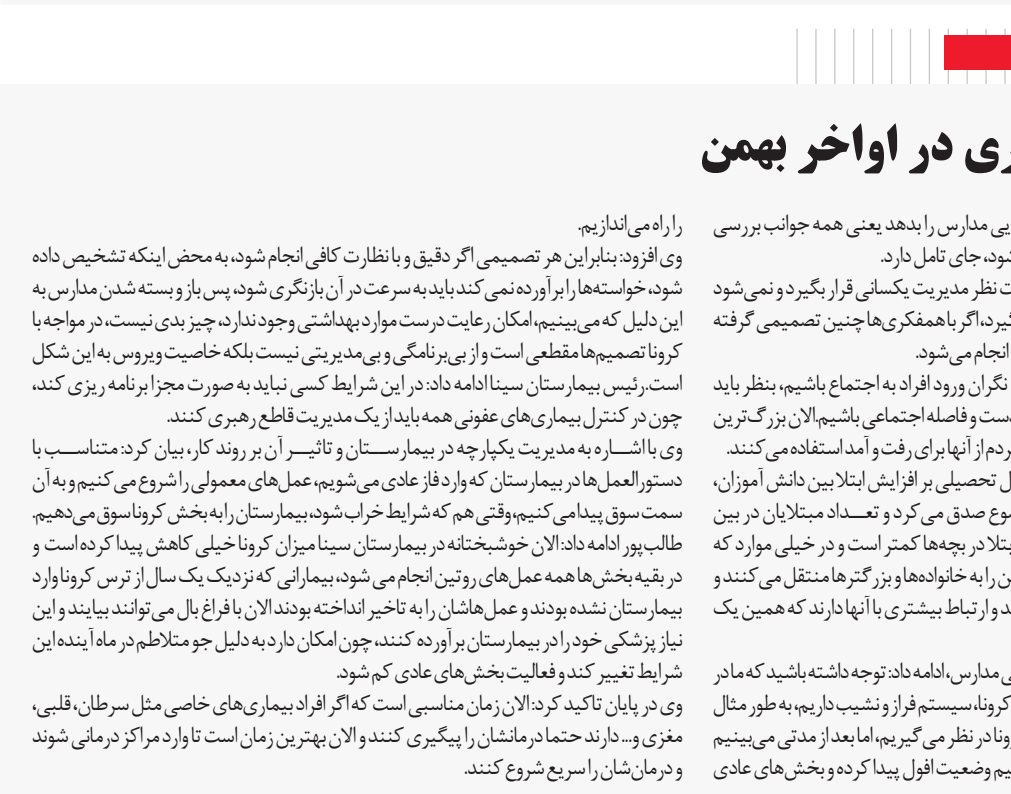 ری در اواخر بهمن
یی مدارس را بدهد یعنی همه جوانب بررسی
شود، جای تامل دارد.
ت نظر مدیریت یکسانی قرار بگیرد و نمی‌شود
گیرد، اگر با همفکری‌ها چنین تصمیمی گرفته
انجام می‌شود.
نگران ورود افراد به اجتماع باشیم، بنظر باید
ست و فاصله اجتماعی باشیم.الان بزرگ‌ترین
ردم از آنها برای رفت و آمد استفاده می‌کنند.
ل تحصیلی بر افزایش ابتلا بین دانش آموزان،
وع صدق می‌کرد و تعـــداد مبتلایان در بین
بتلا در بچه‌ها کمتر است و در خیلی موارد که
ن را به خانواده‌ها و بزرگترها منتقل می‌کنند و
ند و ارتباط بیشتری با آنها دارند که همین یک
ی مدارس، ادامه داد: توجه داشته باشید که ما در
کرونا، سیستم فراز و نشیب داریم، به طور مثال
ونا در نظر می‌گیریم، اما بعد از مدتی می‌بینیم
یم وضعیت افول پیدا کرده و بخش‌های عادی
را راه می‌اندازیم.
وی افزود: بنابراین هر تصمیمی اگر دقیق و با نظارت کافی انجام شود، به محض اینکه تشخیص داده
شود، خواسته‌ها را برآورده نمی‌کند باید به سرعت در آن بازنگری شود، پس باز و بسته شدن مدارس به
این دلیل که می‌بینیم، امکان رعایت درست موارد بهداشتی وجود ندارد، چیز بدی نیست، در مواجه با
کرونا تصمیم‌ها مقطعی است و از بی‌برنامگی و بی‌مدیریتی نیست بلکه خاصیت ویروس به این شکل
است.رئیس بیمارستان سینا ادامه داد: در این شرایط کسی نباید به صورت مجزا برنامه ریزی کند،
چون در کنترل بیماری‌های عفونی همه باید از یک مدیریت قاطع رهبری کنند.
وی با اشـــاره به مدیریت یکپارچه در بیمارســـتان و تاثیـــر آن بر روند کار، بیان کرد: متناســـب با
دستورالعمل‌ها در بیمارستان که وارد فاز عادی می‌شویم، عمل‌های معمولی را شروع می‌کنیم و به آن
سمت سوق پیدا می‌کنیم، وقتی هم که شرایط خراب شود، بیمارستان را به بخش کرونا سوق می‌دهیم.
طالب‌پور ادامه داد: الان خوشبختانه در بیمارستان سینا میزان کرونا خیلی کاهش پیدا کرده است و
در بقیه بخش‌ها همه عمل‌های روتین انجام می‌شود، بیمارانی که نزدیک یک سال از ترس کرونا وارد
بیمارستان نشده بودند و عمل‌هاشان را به تاخیر انداخته بودند الان با فراغ بال می‌توانند بیایند و این
نیاز پزشکی خود را در بیمارستان برآورده کنند، چون امکان دارد به دلیل جو متلاطم در ماه آینده این
شرایط تغییر کند و فعالیت بخش‌های عادی کم شود.
وی در پایان تاکید کرد: الان زمان مناسبی است که اگر افراد بیماری‌های خاصی مثل سرطان، قلبی،
مغزی و... دارند حتما درمانشان را پیگیری کنند و الان بهترین زمان است تا وارد مراکز درمانی شوند
و درمان‌شان را سریع شروع کنند.